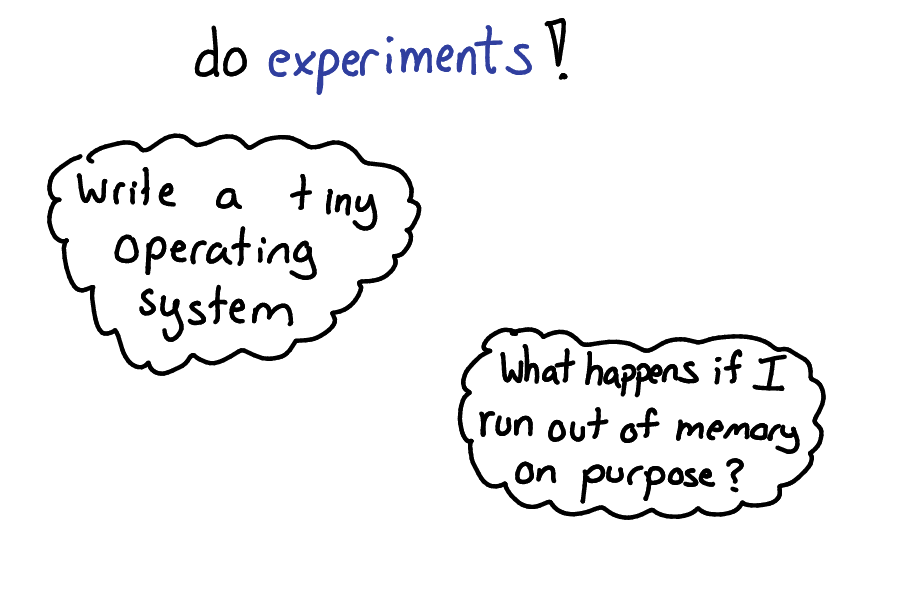 do experiments!
Write a tiny
operating
system
What happens if I
run out of memory
on purpose?